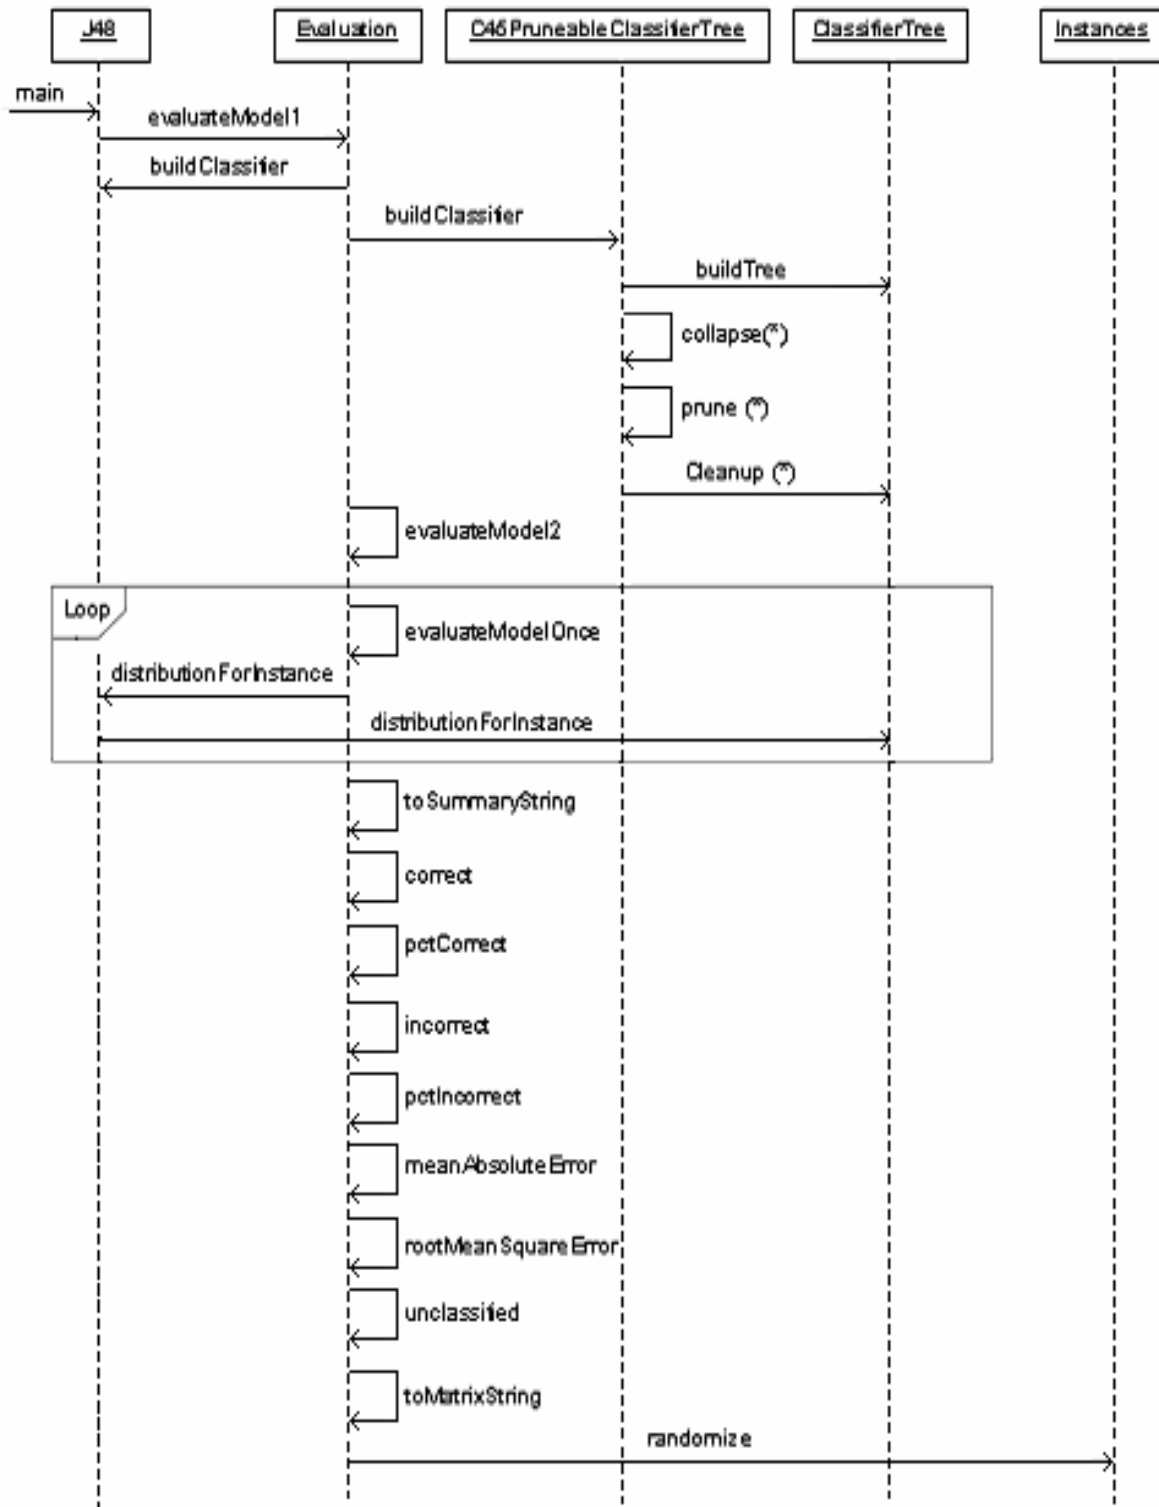 J48 Evaluation C45PruneableClassifierTree ClassifierTree Instances
main
evaluateModel1
buildClassifier
buildClassifier
buildTree
collapse(*)
prune (*)
Cleanup (*)
evaluateModel2
Loop
evaluateModelOnce
distributionForInstance
distributionForInstance
toSummaryString
correct
pctCorrect
incorrect
pctIncorrect
meanAbsoluteError
rootMeanSquareError
unclassified
toMatrixString
randomize